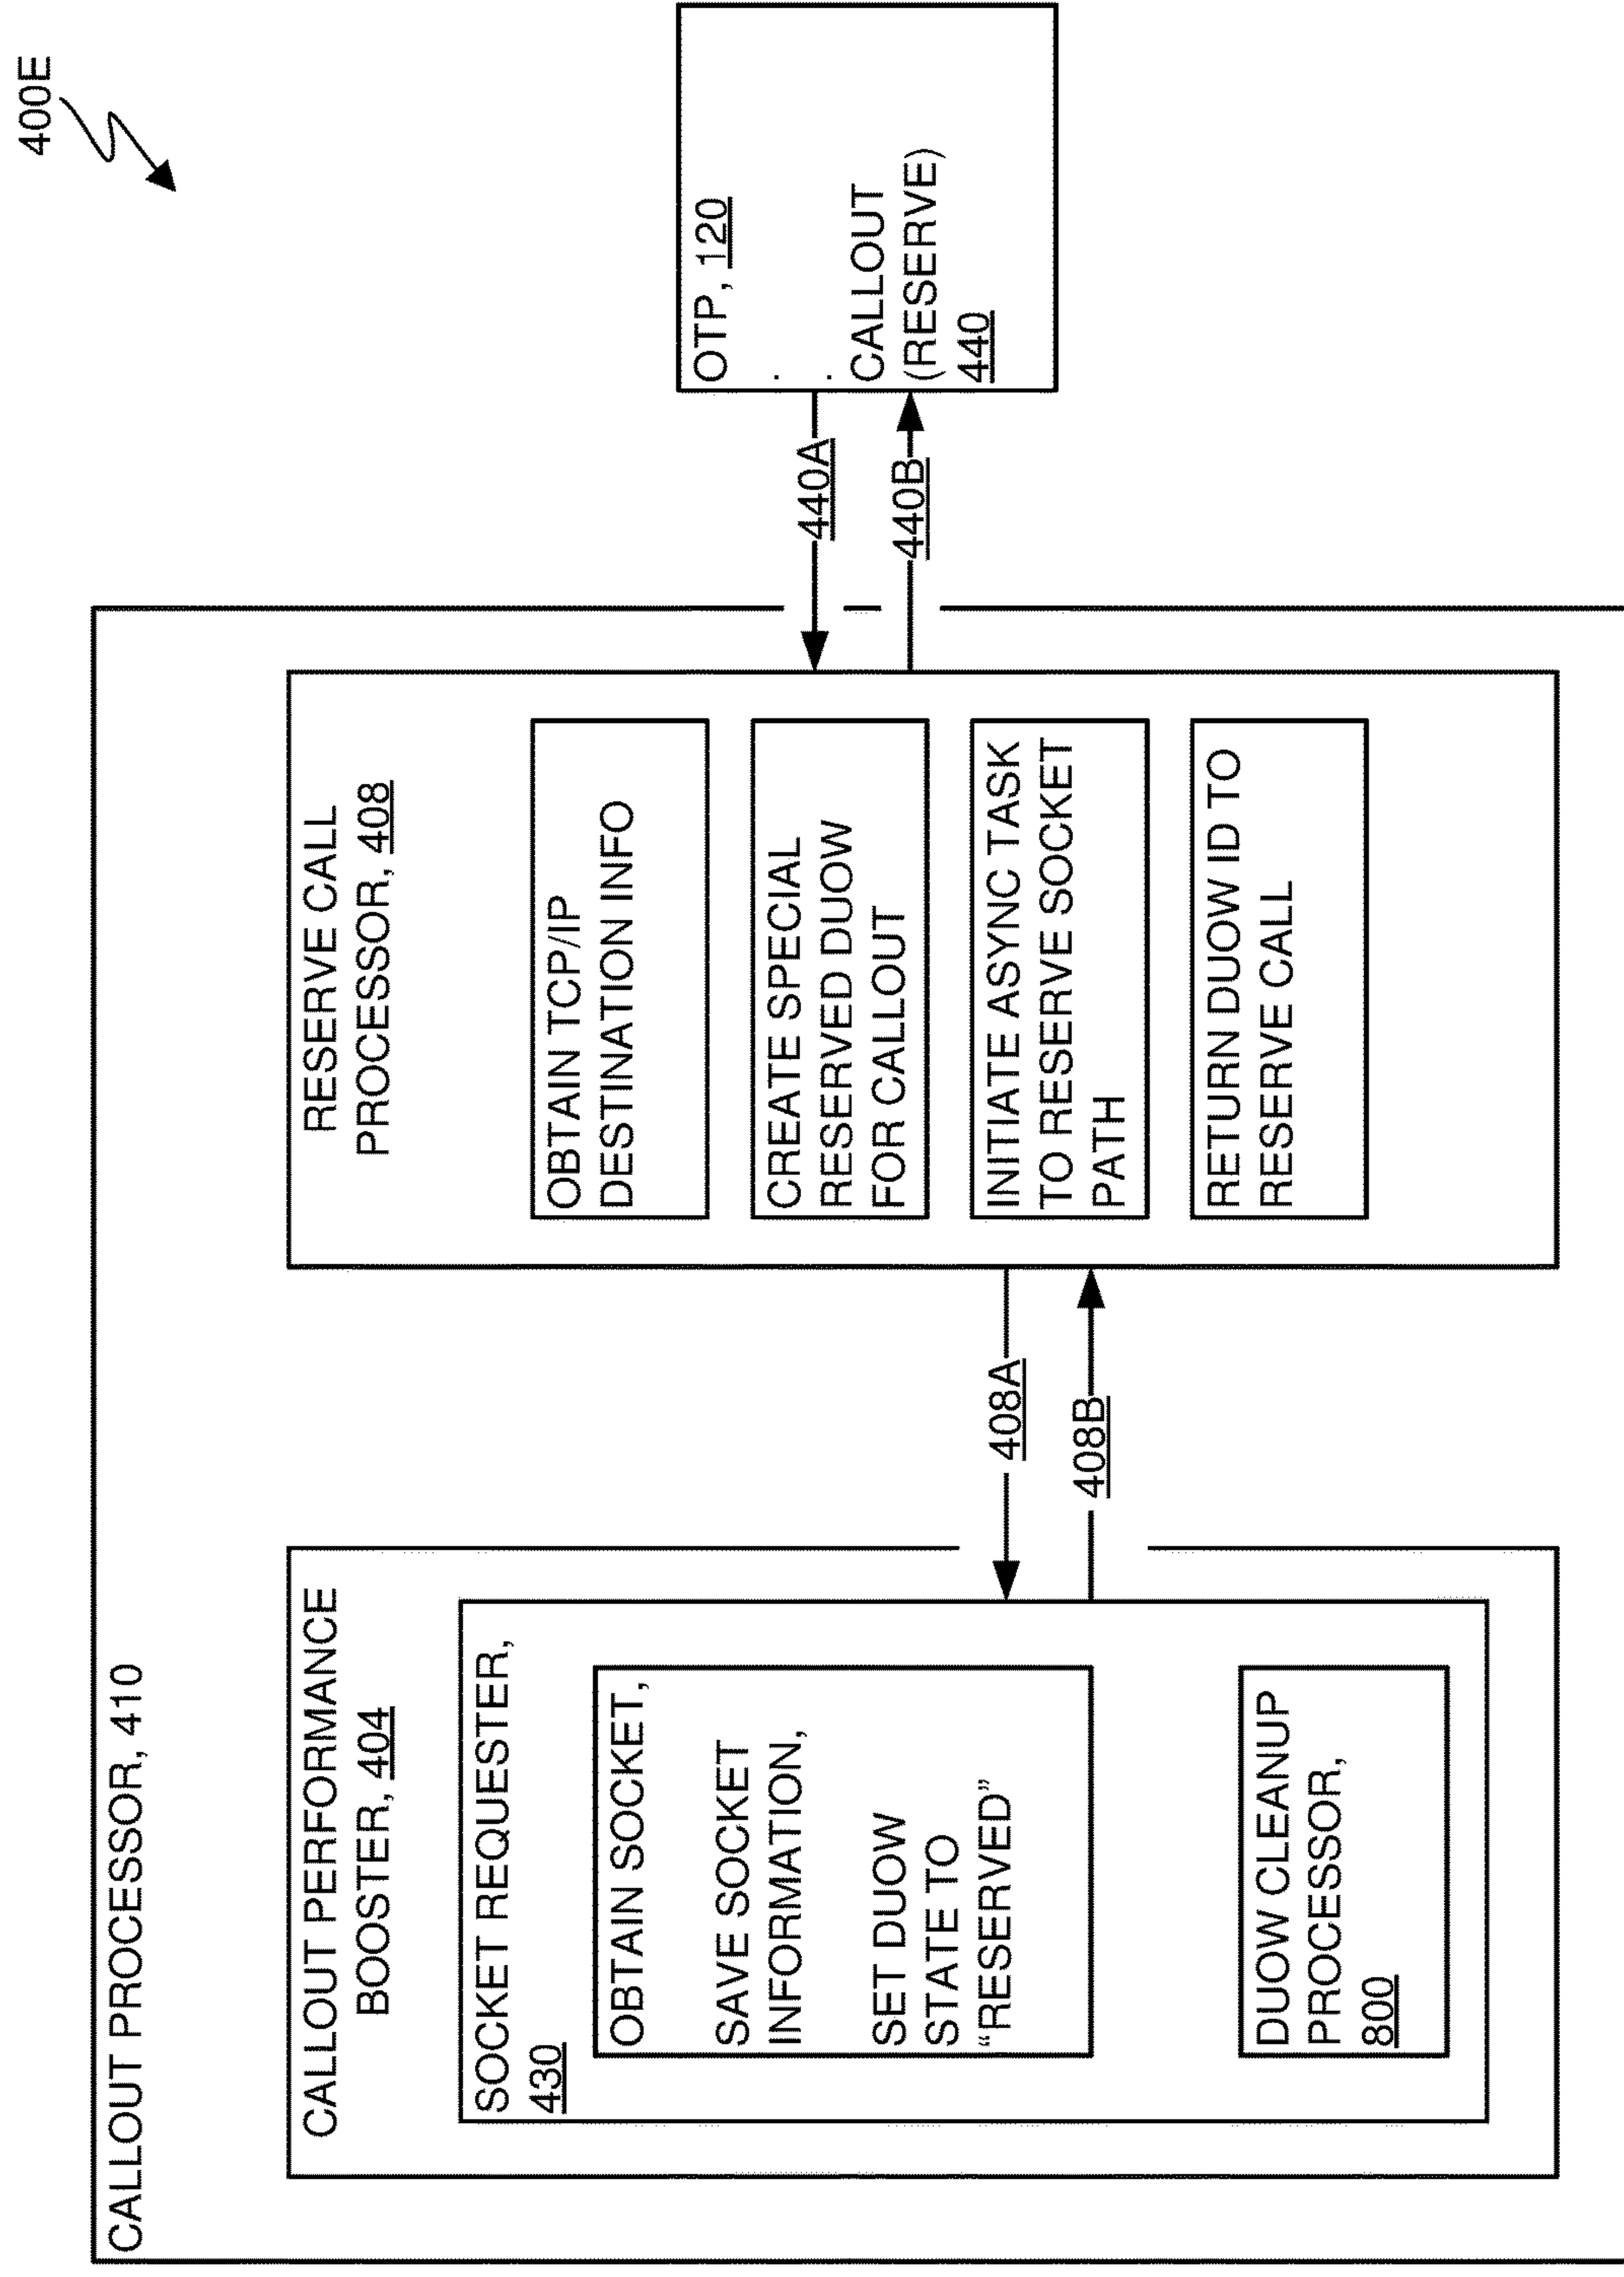 400E
CALLOUT PROCESSOR, 410
CALLOUT PERFORMANCE
BOOSTER, 404
SOCKET REQUESTER,
430
OBTAIN SOCKET,
SAVE SOCKET
INFORMATION,
SET DUOW
STATE TO
“RESERVED”
DUOW CLEANUP
PROCESSOR,
800
408A
408B
RESERVE CALL
PROCESSOR, 408
OBTAIN TCP/IP
DESTINATION INFO
CREATE SPECIAL
RESERVED DUOW
FOR CALLOUT
INITIATE ASYNC TASK
TO RESERVE SOCKET
PATH
RETURN DUOW ID TO
RESERVE CALL
440A
440B
OTP, 120
.
.
CALLOUT
(RESERVE)
440